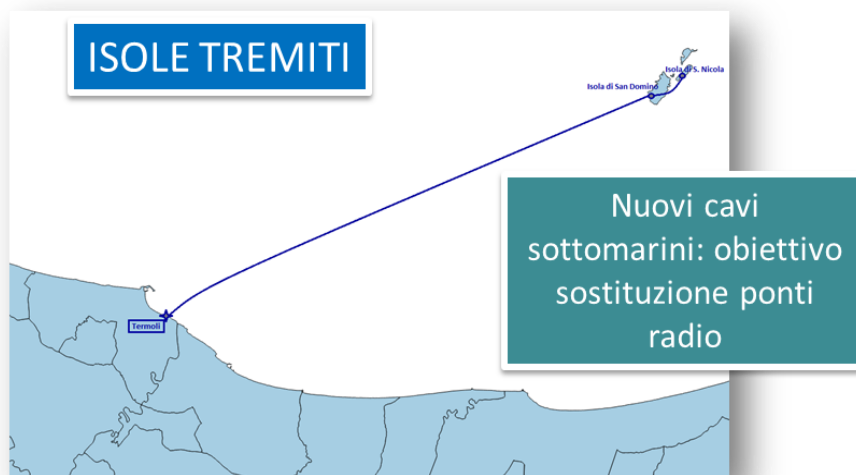 ISOLE TREMITI
Isola di S. Nicola
Isola di San Domino
Nuovi cavi
sottomarini: obiettivo
sostituzione ponti
radio
Termoli